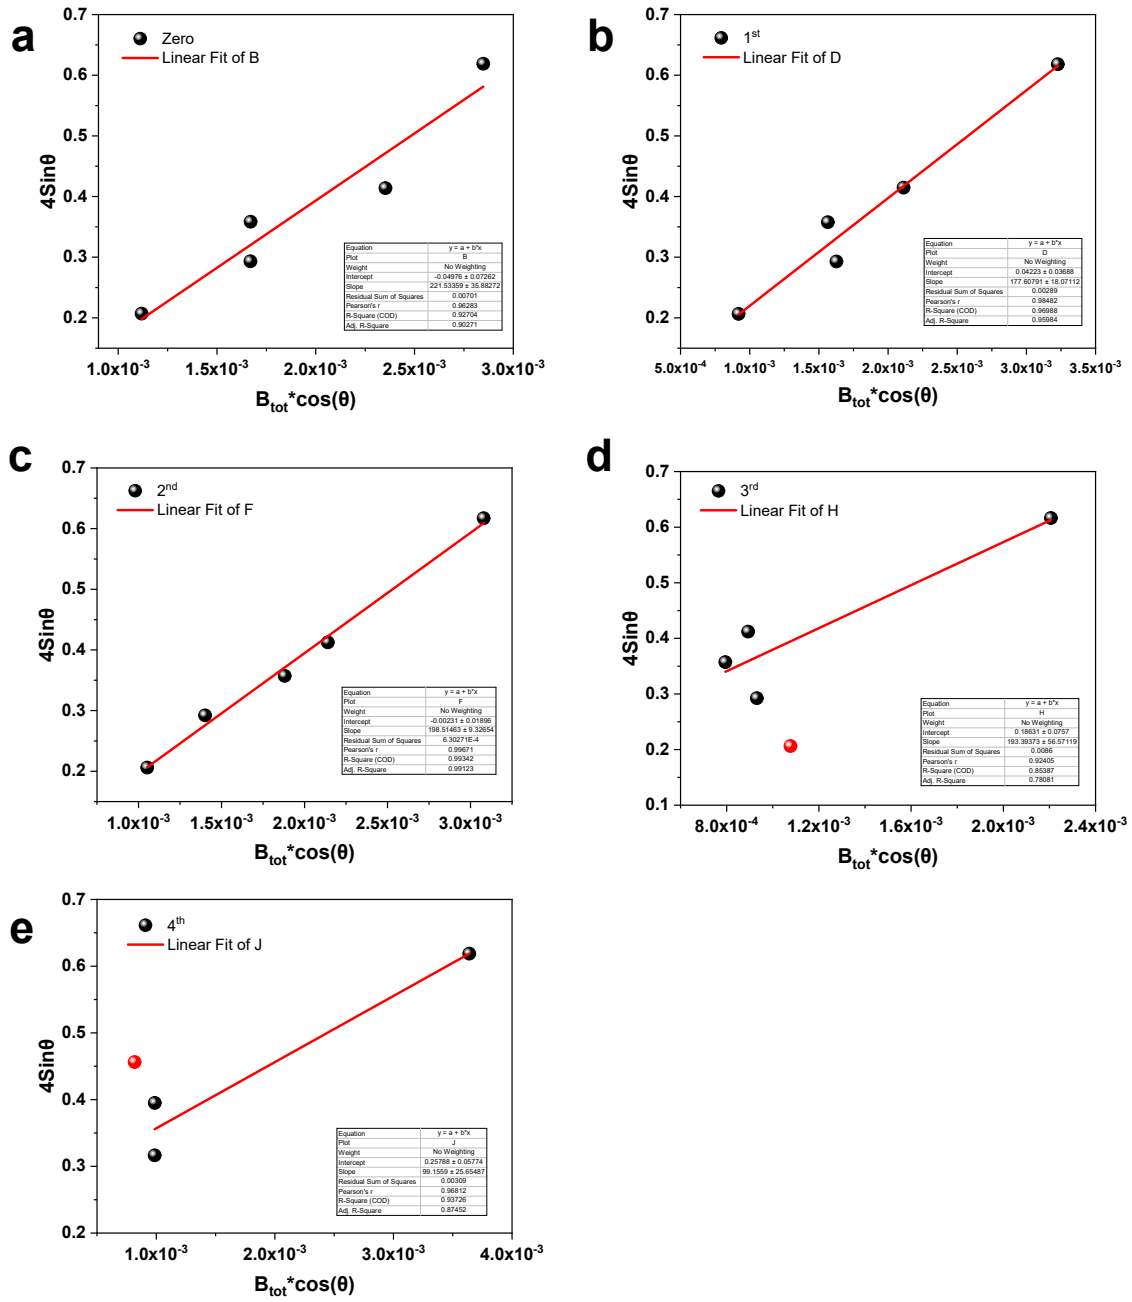 a
Zero
Linear Fit of B
0.7
0.6
0.5
0.4
0.3
0.2
4Sinθ
Equation y = a + b*x
Plot B
Weight No Weighting
Intercept -0.04976 ± 0.07262
Slope 221.53359 ± 35.88272
Residual Sum of Squares 0.00701
Pearson's r 0.96283
R-Square (COD) 0.92704
Adj. R-Square 0.90271
1.0x10⁻³ 1.5x10⁻³ 2.0x10⁻³ 2.5x10⁻³ 3.0x10⁻³
B_tot*cos(θ)
b
1ˢᵗ
Linear Fit of D
0.7
0.6
0.5
0.4
0.3
0.2
4Sinθ
Equation y = a + b*x
Plot D
Weight No Weighting
Intercept 0.04223 ± 0.03688
Slope 177.60791 ± 18.07112
Residual Sum of Squares 0.00289
Pearson's r 0.98482
R-Square (COD) 0.96988
Adj. R-Square 0.95984
5.0x10⁻⁴ 1.0x10⁻³ 1.5x10⁻³ 2.0x10⁻³ 2.5x10⁻³ 3.0x10⁻³ 3.5x10⁻³
B_tot*cos(θ)
c
2ⁿᵈ
Linear Fit of F
0.7
0.6
0.5
0.4
0.3
0.2
4Sinθ
Equation y = a + b*x
Plot F
Weight No Weighting
Intercept -0.00231 ± 0.01896
Slope 198.51463 ± 9.32654
Residual Sum of Squares 6.30271E-4
Pearson's r 0.99671
R-Square (COD) 0.99342
Adj. R-Square 0.99123
1.0x10⁻³ 1.5x10⁻³ 2.0x10⁻³ 2.5x10⁻³ 3.0x10⁻³
B_tot*cos(θ)
d
3ʳᵈ
Linear Fit of H
0.7
0.6
0.5
0.4
0.3
0.2
0.1
4Sinθ
Equation y = a + b*x
Plot H
Weight No Weighting
Intercept 0.18631 ± 0.0757
Slope 193.39373 ± 56.57119
Residual Sum of Squares 0.0086
Pearson's r 0.92405
R-Square (COD) 0.85387
Adj. R-Square 0.78081
8.0x10⁻⁴ 1.2x10⁻³ 1.6x10⁻³ 2.0x10⁻³ 2.4x10⁻³
B_tot*cos(θ)
e
4ᵗʰ
Linear Fit of J
0.7
0.6
0.5
0.4
0.3
0.2
4Sinθ
Equation y = a + b*x
Plot J
Weight No Weighting
Intercept 0.25788 ± 0.05774
Slope 99.1559 ± 25.65487
Residual Sum of Squares 0.00309
Pearson's r 0.96812
R-Square (COD) 0.93726
Adj. R-Square 0.87452
1.0x10⁻³ 2.0x10⁻³ 3.0x10⁻³ 4.0x10⁻³
B_tot*cos(θ)